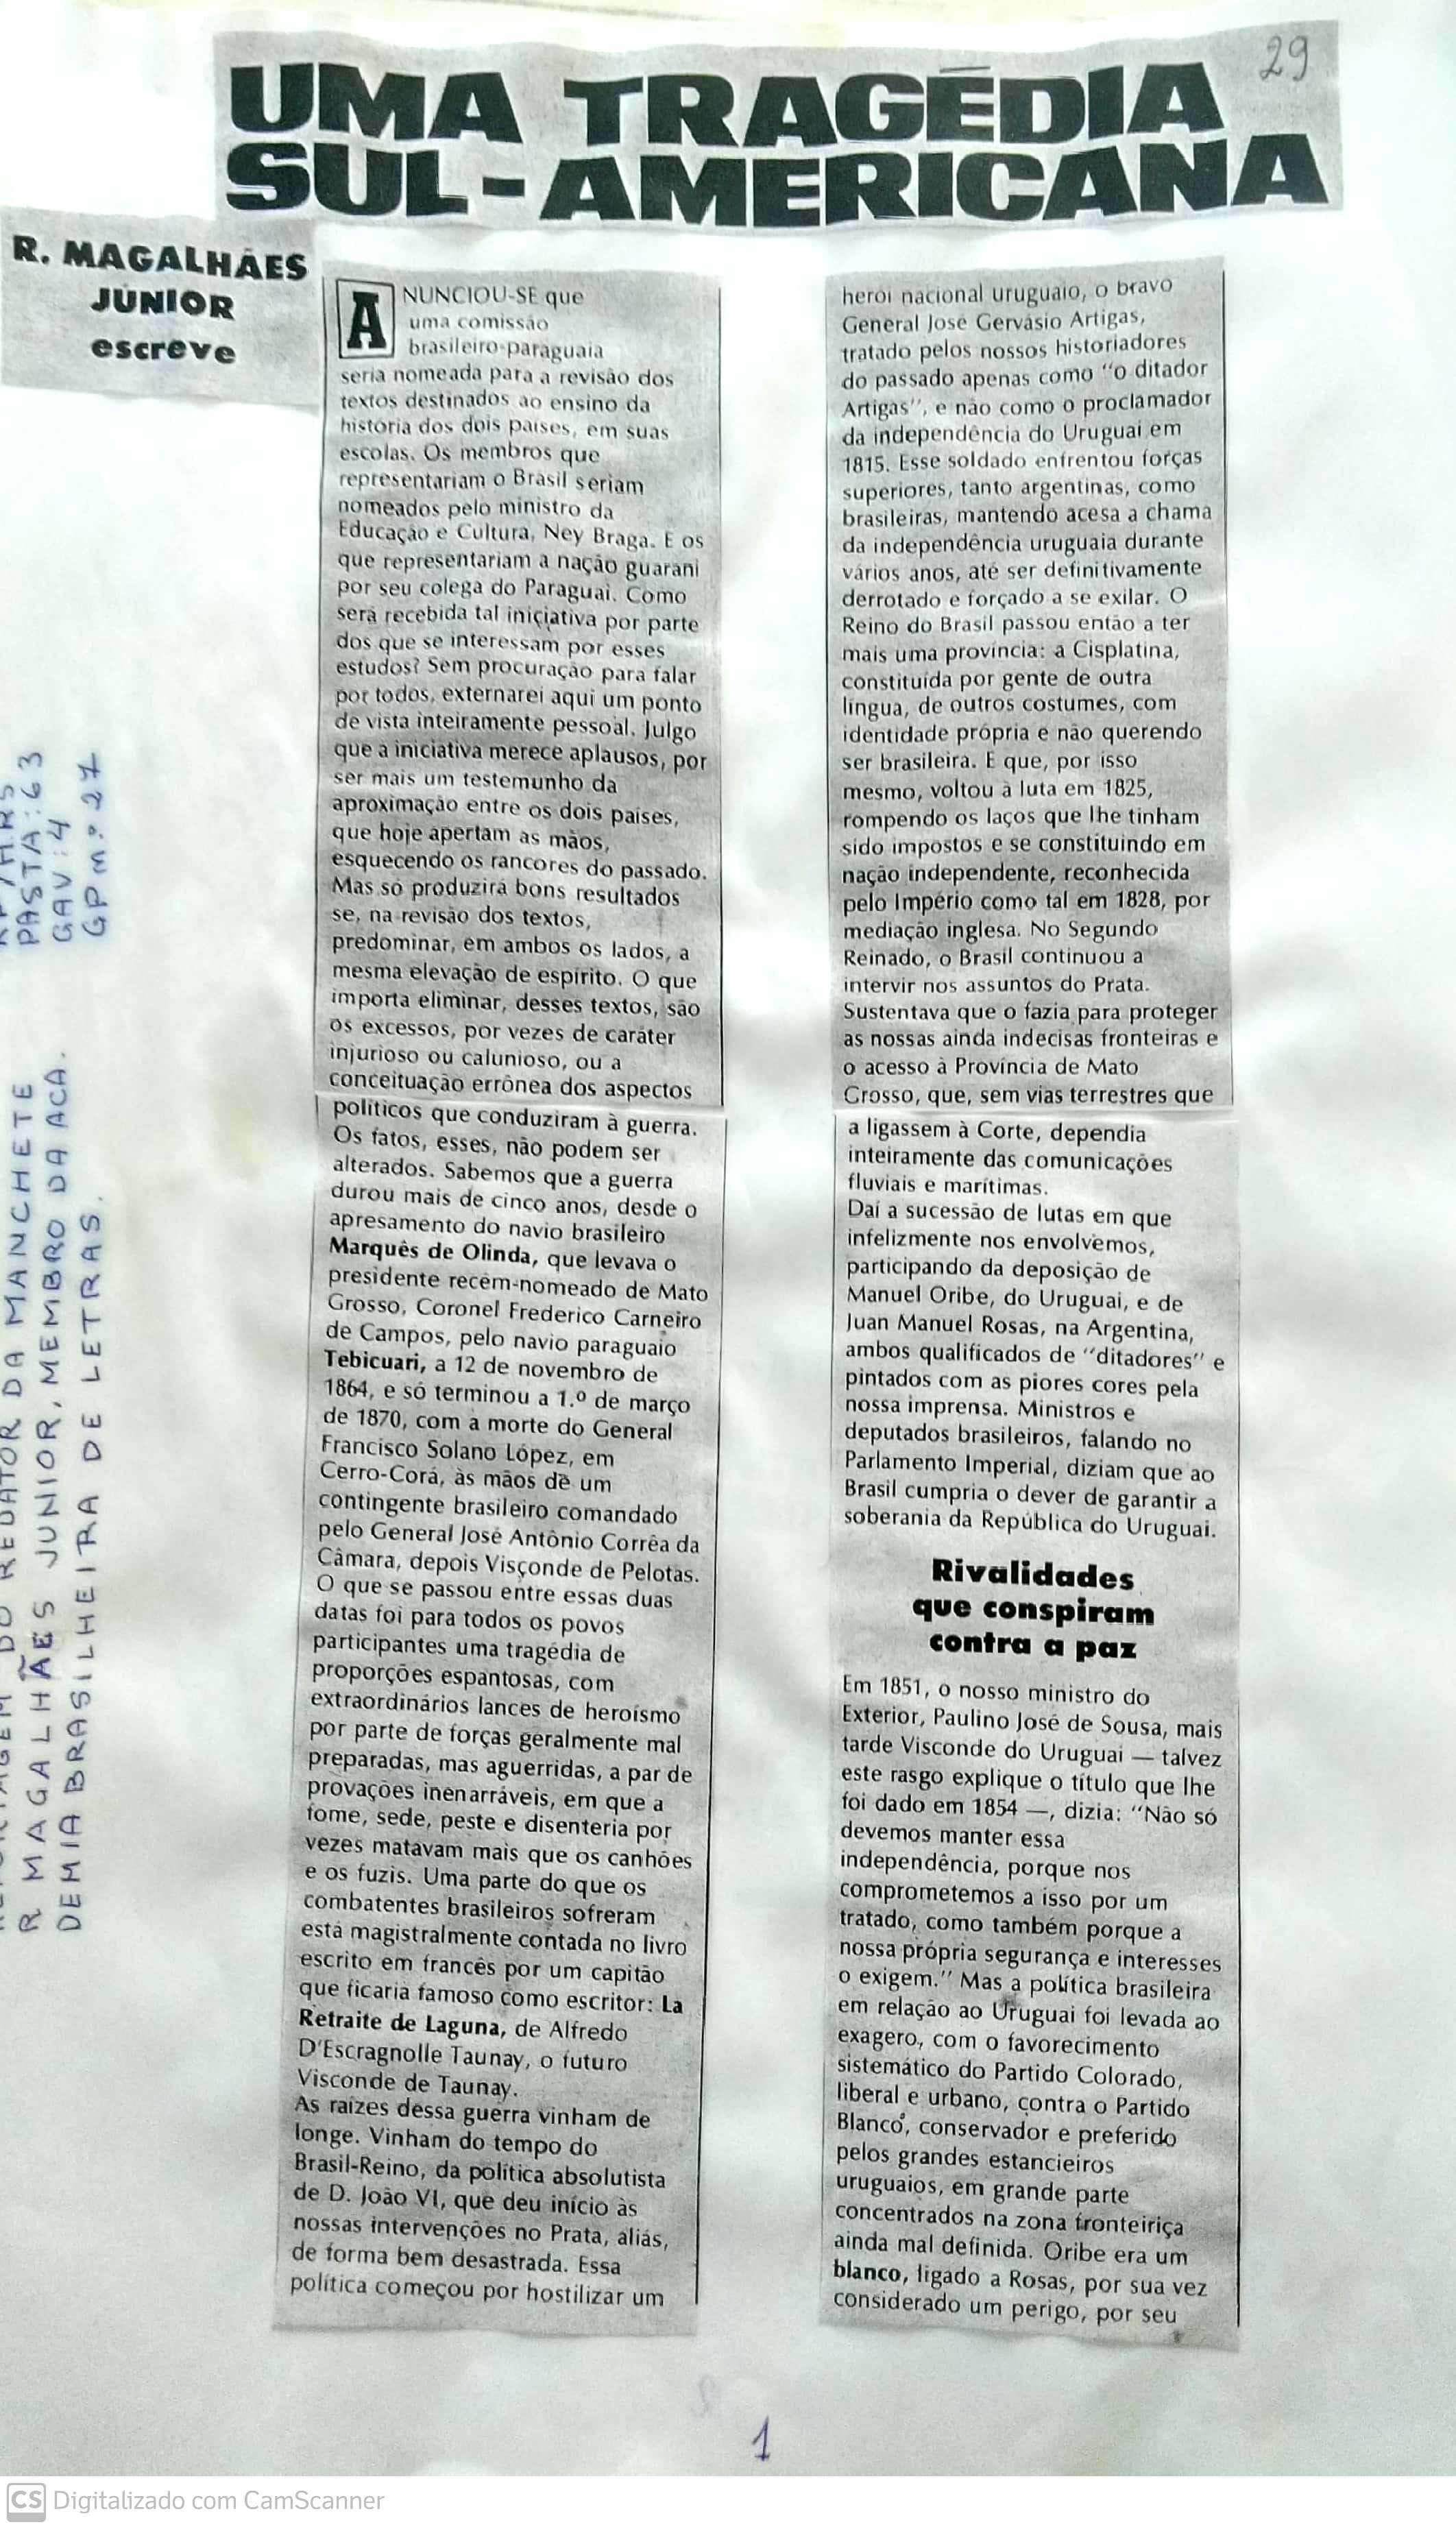 29
UMA TRAGÉDIA
SUL-AMERICANA
R. MAGALHÃES
JÚNIOR
escreve
ANUNCIOU-SE que
uma comissão
brasileiro-paraguaia
seria nomeada para a revisão dos
textos destinados ao ensino da
história dos dois países, em suas
escolas. Os membros que
representariam o Brasil seriam
nomeados pelo ministro da
Educação e Cultura, Ney Braga. E os
que representariam a nação guarani
por seu colega do Paraguai. Como
será recebida tal iniciativa por parte
dos que se interessam por esses
estudos? Sem procuração para falar
por todos, externarei aqui um ponto
de vista inteiramente pessoal. Julgo
que a iniciativa merece aplausos, por
ser mais um testemunho da
aproximação entre os dois países,
que hoje apertam as mãos,
esquecendo os rancores do passado.
Mas só produzirá bons resultados
se, na revisão dos textos,
predominar, em ambos os lados, a
mesma elevação de espírito. O que
importa eliminar, desses textos, são
os excessos, por vezes de caráter
injurioso ou calunioso, ou a
conceituação errônea dos aspectos
políticos que conduziram à guerra.
Os fatos, esses, não podem ser
alterados. Sabemos que a guerra
durou mais de cinco anos, desde o
apresamento do navio brasileiro
Marquês de Olinda, que levava o
presidente recém-nomeado de Mato
Grosso, Coronel Frederico Carneiro
de Campos, pelo navio paraguaio
Tebicuari, a 12 de novembro de
1864, e só terminou a 1.º de março
de 1870, com a morte do General
Francisco Solano López, em
Cerro-Corá, às mãos de um
contingente brasileiro comandado
pelo General José Antônio Corrêa da
Câmara, depois Visconde de Pelotas.
O que se passou entre essas duas
datas foi para todos os povos
participantes uma tragédia de
proporções espantosas, com
extraordinários lances de heroísmo
por parte de forças geralmente mal
preparadas, mas aguerridas, a par de
provações inenarráveis, em que a
fome, sede, peste e disenteria por
vezes matavam mais que os canhões
e os fuzis. Uma parte do que os
combatentes brasileiros sofreram
está magistralmente contada no livro
escrito em francês por um capitão
que ficaria famoso como escritor: La
Retraite de Laguna, de Alfredo
D'Escragnolle Taunay, o futuro
Visconde de Taunay.
As raízes dessa guerra vinham de
longe. Vinham do tempo do
Brasil-Reino, da política absolutista
de D. João VI, que deu início às
nossas intervenções no Prata, aliás,
de forma bem desastrada. Essa
política começou por hostilizar um
herói nacional uruguaio, o bravo
General José Gervásio Artigas,
tratado pelos nossos historiadores
do passado apenas como "o ditador
Artigas", e não como o proclamador
da independência do Uruguai em
1815. Esse soldado enfrentou forças
superiores, tanto argentinas, como
brasileiras, mantendo acesa a chama
da independência uruguaia durante
vários anos, até ser definitivamente
derrotado e forçado a se exilar. O
Reino do Brasil passou então a ter
mais uma província: a Cisplatina,
constituída por gente de outra
língua, de outros costumes, com
identidade própria e não querendo
ser brasileira. E que, por isso
mesmo, voltou à luta em 1825,
rompendo os laços que lhe tinham
sido impostos e se constituindo em
nação independente, reconhecida
pelo Império como tal em 1828, por
mediação inglesa. No Segundo
Reinado, o Brasil continuou a
intervir nos assuntos do Prata.
Sustentava que o fazia para proteger
as nossas ainda indecisas fronteiras e
o acesso à Província de Mato
Grosso, que, sem vias terrestres que
a ligassem à Corte, dependia
inteiramente das comunicações
fluviais e marítimas.
Daí a sucessão de lutas em que
infelizmente nos envolvemos,
participando da deposição de
Manuel Oribe, do Uruguai, e de
Juan Manuel Rosas, na Argentina,
ambos qualificados de "ditadores" e
pintados com as piores cores pela
nossa imprensa. Ministros e
deputados brasileiros, falando no
Parlamento Imperial, diziam que ao
Brasil cumpria o dever de garantir a
soberania da República do Uruguai.
Rivalidades
que conspiram
contra a paz
Em 1851, o nosso ministro do
Exterior, Paulino José de Sousa, mais
tarde Visconde do Uruguai — talvez
este rasgo explique o título que lhe
foi dado em 1854 —, dizia: "Não só
devemos manter essa
independência, porque nos
comprometemos a isso por um
tratado, como também porque a
nossa própria segurança e interesses
o exigem." Mas a política brasileira
em relação ao Uruguai foi levada ao
exagero, com o favorecimento
sistemático do Partido Colorado,
liberal e urbano, contra o Partido
Blanco, conservador e preferido
pelos grandes estancieiros
uruguaios, em grande parte
concentrados na zona fronteiriça
ainda mal definida. Oribe era um
blanco, ligado a Rosas, por sua vez
considerado um perigo, por seu
PASTA: 63
GAV: 4
GP nº 27
DO REDATOR DA MANCHETE
R MAGALHÃES JUNIOR, MEMBRO DA ACA.
DEMIA BRASILHEIRA DE LETRAS.
1
CS Digitalizado com CamScanner